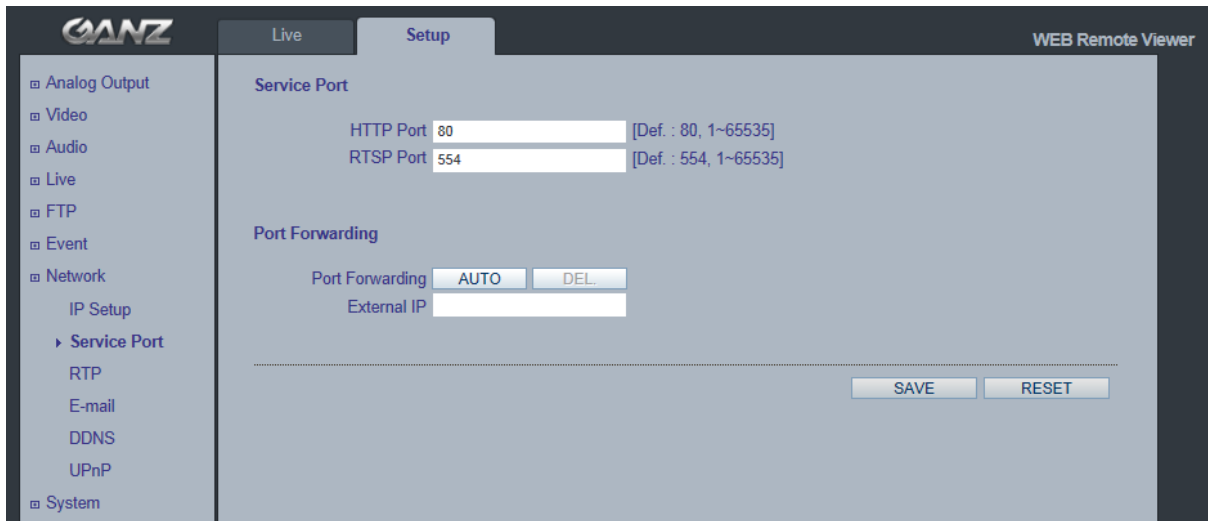 GANZ
Live
Setup
WEB Remote Viewer
Analog Output
Video
Audio
Live
FTP
Event
Network
IP Setup
Service Port
RTP
E-mail
DDNS
UPnP
System
Service Port
HTTP Port 80 [Def. : 80, 1~65535]
RTSP Port 554 [Def. : 554, 1~65535]
Port Forwarding
Port Forwarding AUTO DEL.
External IP
SAVE RESET